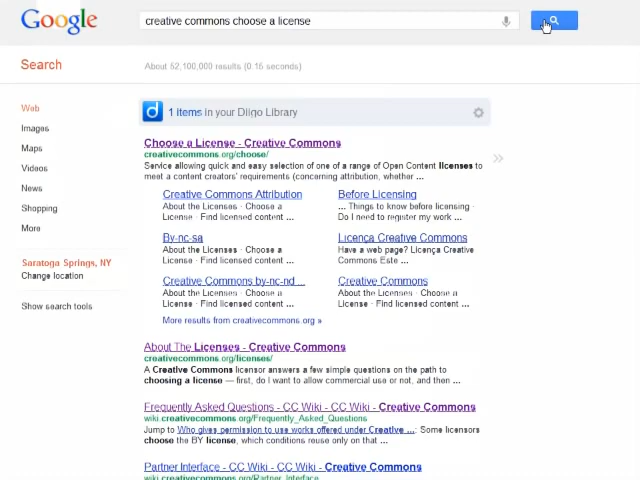 Google
creative commons choose a license
Search
About 52,100,000 results (0.15 seconds)
Web
Images
Maps
Videos
News
Shopping
More
Saratoga Springs, NY
Change location
Show search tools
d 1 items in your Diigo Library
Choose a License - Creative Commons
creativecommons.org/choose/
Service allowing quick and easy selection of one of a range of Open Content licenses to
meet a content creators' requirements (concerning attribution, whether ...
Creative Commons Attribution
About the Licenses · Choose a
License · Find licensed content ...
Before Licensing
... Things to know before licensing ·
Do I need to register my work ...
By-nc-sa
About the Licenses · Choose a
License · Find licensed content ...
Licença Creative Commons
Have a web page? Licença Creative
Commons Este ...
Creative Commons by-nc-nd ...
About the Licenses · Choose a
License · Find licensed content ...
Creative Commons
About the Licenses · Choose a
License · Find licensed content ...
More results from creativecommons.org »
About The Licenses - Creative Commons
creativecommons.org/licenses/
A Creative Commons licensor answers a few simple questions on the path to
choosing a license — first, do I want to allow commercial use or not, and then ...
Frequently Asked Questions - CC Wiki - CC Wiki - Creative Commons
wiki.creativecommons.org/Frequently_Asked_Questions
Jump to Who gives permission to use works offered under Creative ...: Some licensors
choose the BY license, which conditions reuse only on that ...
Partner Interface - CC Wiki - CC Wiki - Creative Commons
wiki.creativecommons.org/Partner_Interface